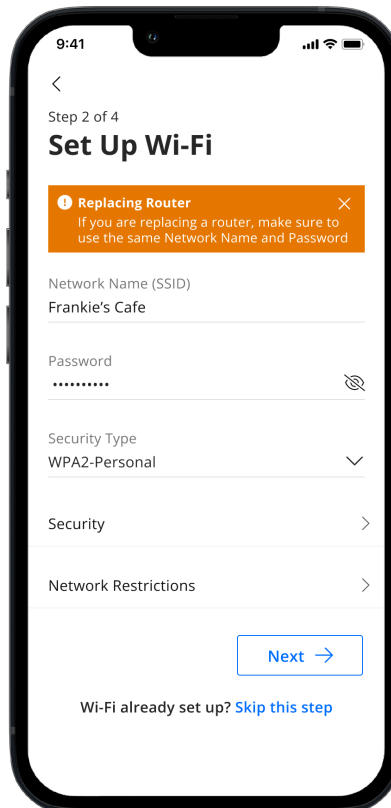 9:41
Step 2 of 4
Set Up Wi-Fi
Replacing Router
If you are replacing a router, make sure to
use the same Network Name and Password
Network Name (SSID)
Frankie’s Cafe
Password
••••••••••
Security Type
WPA2-Personal
Security
Network Restrictions
Next
Wi-Fi already set up? Skip this step